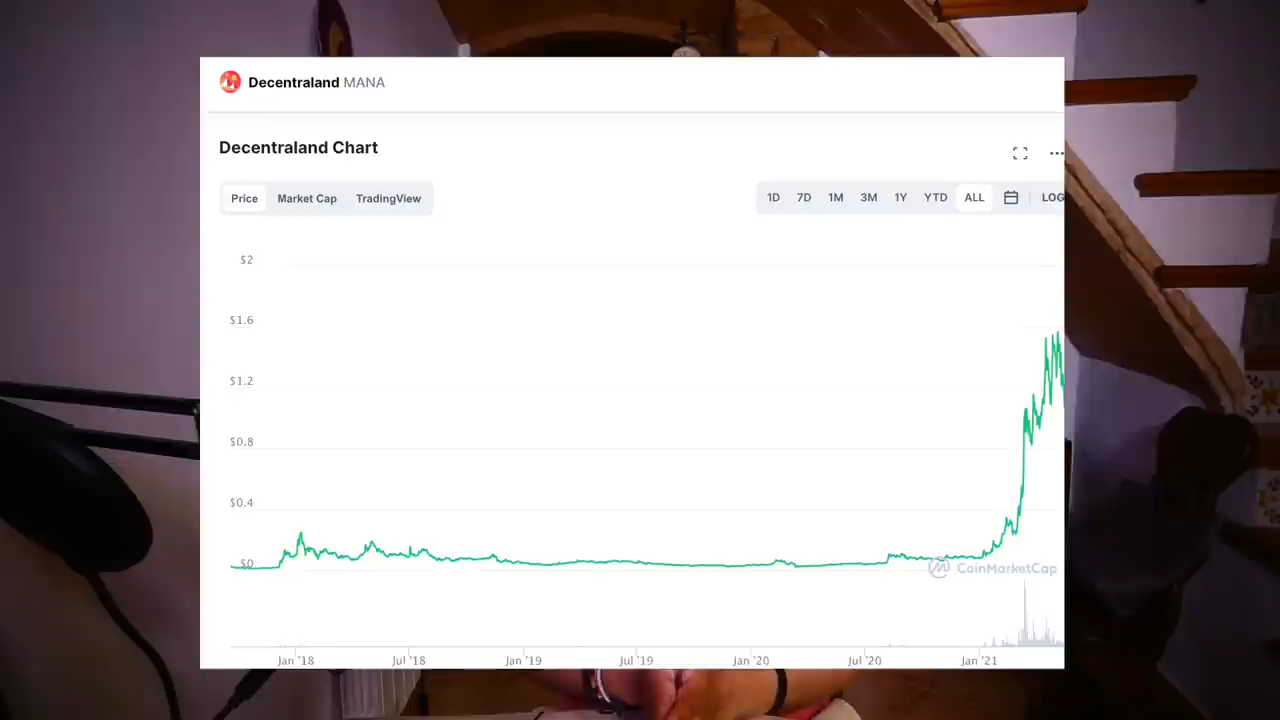 Decentraland MANA
Decentraland Chart
Price Market Cap TradingView
1D 7D 1M 3M 1Y YTD ALL LOG
$2
$1.6
$1.2
$0.8
$0.4
$0
CoinMarketCap
Jan '18 Jul '18 Jan '19 Jul '19 Jan '20 Jul '20 Jan '21